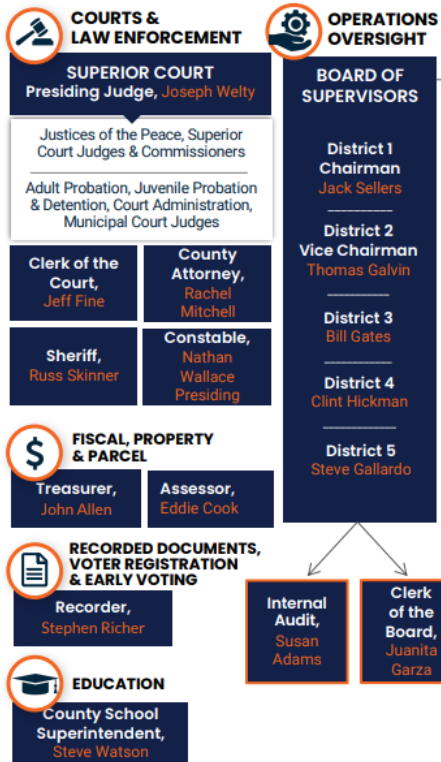 COURTS &
LAW ENFORCEMENT
SUPERIOR COURT
Presiding Judge, Joseph Welty
Justices of the Peace, Superior
Court Judges & Commissioners
Adult Probation, Juvenile Probation
& Detention, Court Administration,
Municipal Court Judges
Clerk of the
Court,
Jeff Fine
County
Attorney,
Rachel
Mitchell
Sheriff,
Russ Skinner
Constable,
Nathan
Wallace
Presiding
$
FISCAL, PROPERTY
& PARCEL
Treasurer,
John Allen
Assessor,
Eddie Cook
RECORDED DOCUMENTS,
VOTER REGISTRATION
& EARLY VOTING
Recorder,
Stephen Richer
EDUCATION
County School
Superintendent,
Steve Watson
OPERATIONS
OVERSIGHT
BOARD OF
SUPERVISORS
District 1
Chairman
Jack Sellers
District 2
Vice Chairman
Thomas Galvin
District 3
Bill Gates
District 4
Clint Hickman
District 5
Steve Gallardo
Internal
Audit,
Susan
Adams
Clerk
of the
Board,
Juanita
Garza